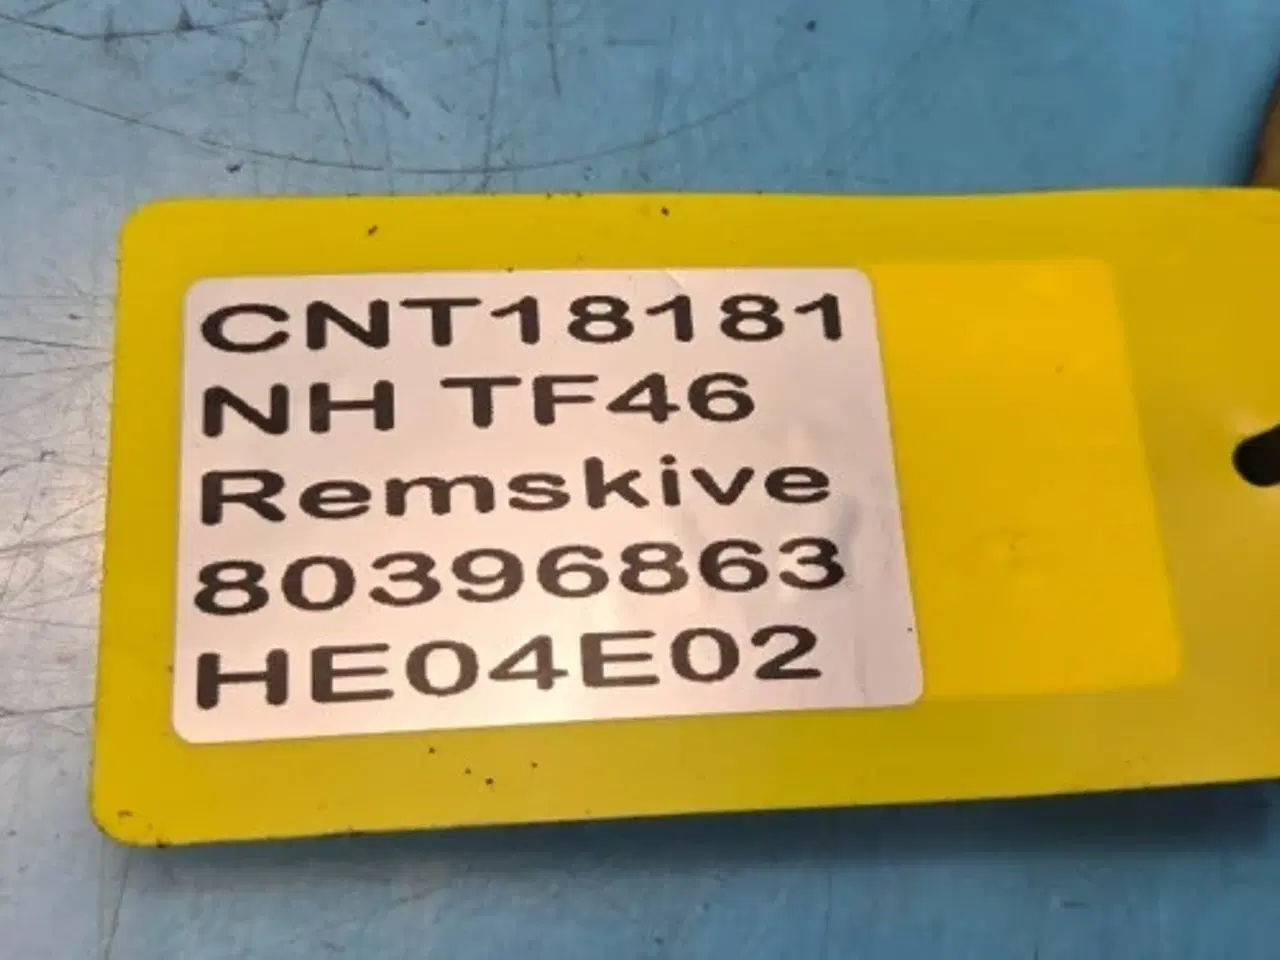 CNT18181
NH TF46
Remskive
80396863
HE04E02